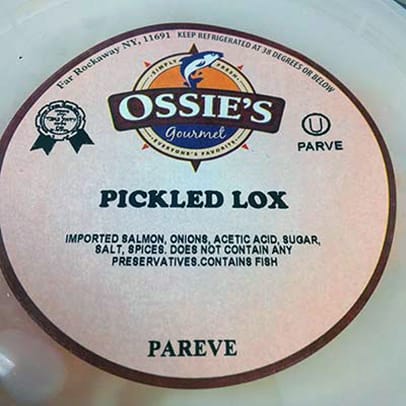 Far Rockaway NY, 11691 KEEP REFRIGERATED AT 38 DEGREES OR BELOW
SIMPLY FRESH!
OSSIE'S
Gourmet
EVERYONE'S FAVORITE
U
PARVE
PICKLED LOX
IMPORTED SALMON, ONIONS, ACETIC ACID, SUGAR,
SALT, SPICES. DOES NOT CONTAIN ANY
PRESERVATIVES.CONTAINS FISH
PAREVE